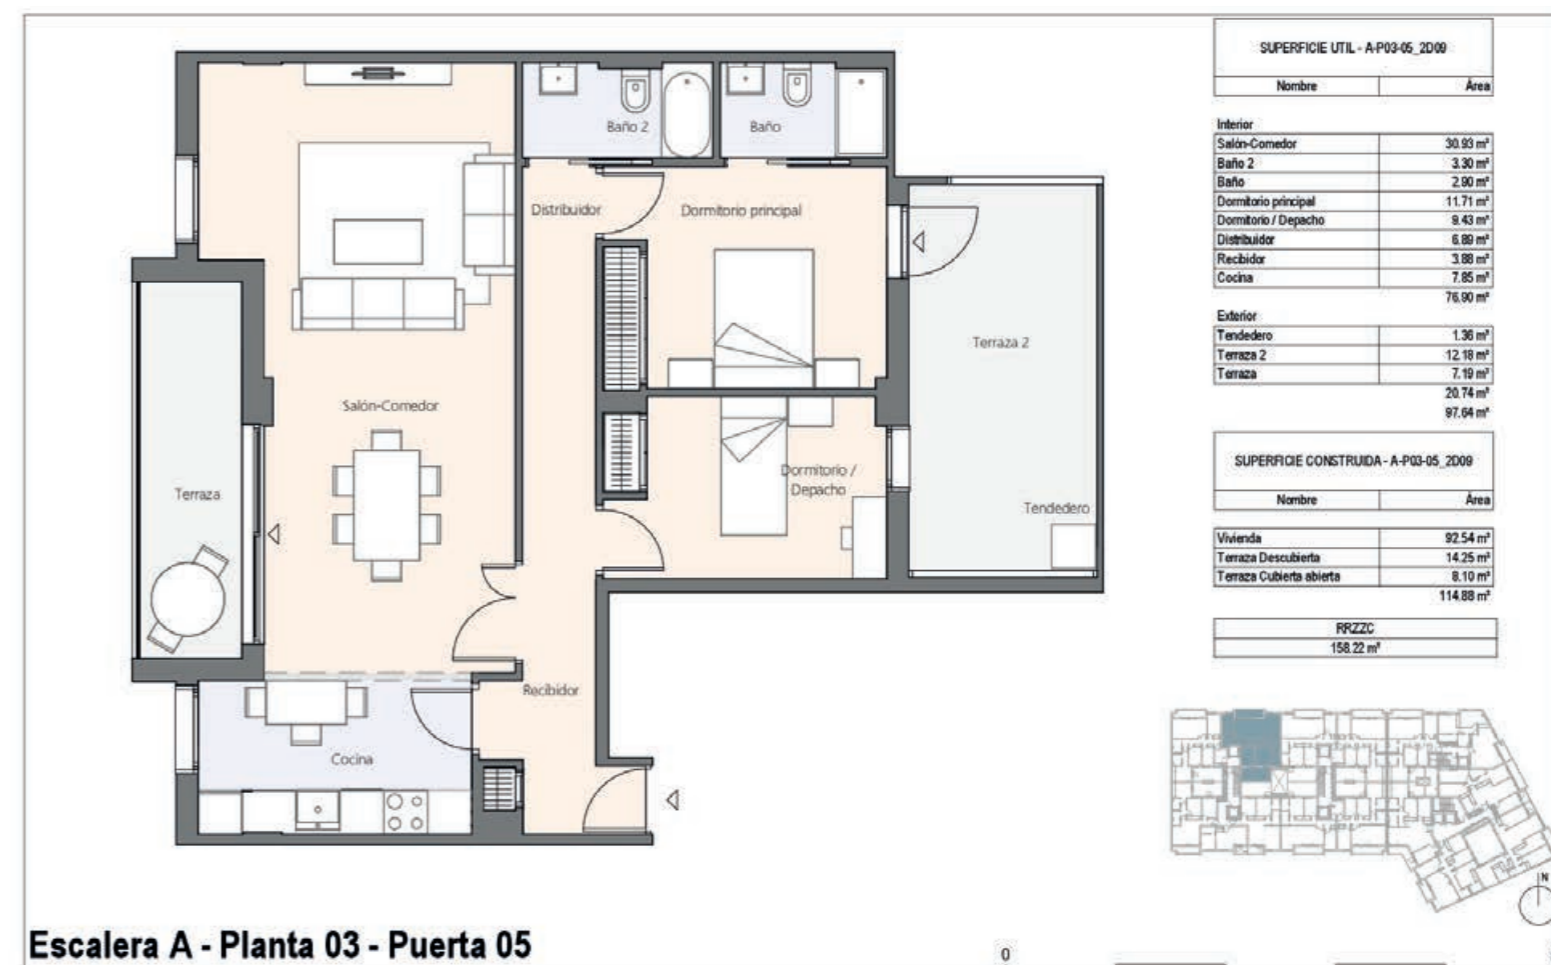 SUPERFICIE UTIL - A-P03-05_2D09
Nombre Área
Interior
Salón-Comedor 30.93 m²
Baño 2 3.30 m²
Baño 2.90 m²
Dormitorio principal 11.71 m²
Dormitorio / Depacho 9.43 m²
Distribuidor 6.89 m²
Recibidor 3.88 m²
Cocina 7.85 m²
76.90 m²
Exterior
Tendedero 1.36 m²
Terraza 2 12.18 m²
Terraza 7.19 m²
20.74 m²
97.64 m²
SUPERFICIE CONSTRUIDA - A-P03-05_2D09
Nombre Área
Vivienda 92.54 m²
Terraza Descubierta 14.25 m²
Terraza Cubierta abierta 8.10 m²
114.88 m²
RRZZC
158.22 m²
Baño 2
Baño
Distribuidor
Dormitorio principal
Terraza 2
Salón-Comedor
Dormitorio /
Depacho
Terraza
Tendedero
Recibidor
Cocina
N
Escalera A - Planta 03 - Puerta 05
0